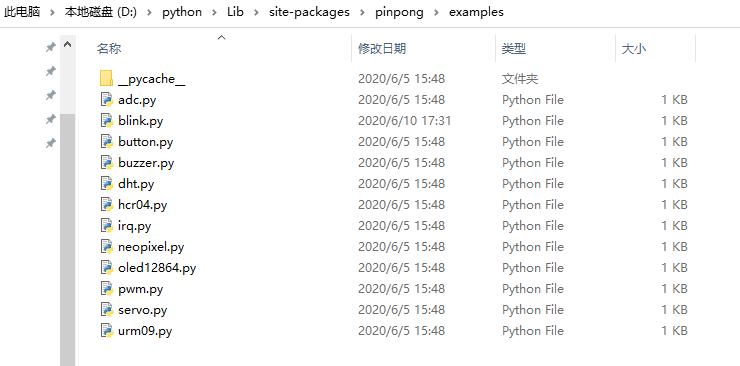 此电脑 > 本地磁盘 (D:) > python > Lib > site-packages > pinpong > examples
名称 修改日期 类型 大小
__pycache__ 2020/6/5 15:48 文件夹
adc.py 2020/6/5 15:48 Python File 1 KB
blink.py 2020/6/10 17:31 Python File 1 KB
button.py 2020/6/5 15:48 Python File 1 KB
buzzer.py 2020/6/5 15:48 Python File 1 KB
dht.py 2020/6/5 15:48 Python File 1 KB
hcr04.py 2020/6/5 15:48 Python File 1 KB
irq.py 2020/6/5 15:48 Python File 1 KB
neopixel.py 2020/6/5 15:48 Python File 1 KB
oled12864.py 2020/6/5 15:48 Python File 1 KB
pwm.py 2020/6/5 15:48 Python File 1 KB
servo.py 2020/6/5 15:48 Python File 1 KB
urm09.py 2020/6/5 15:48 Python File 1 KB